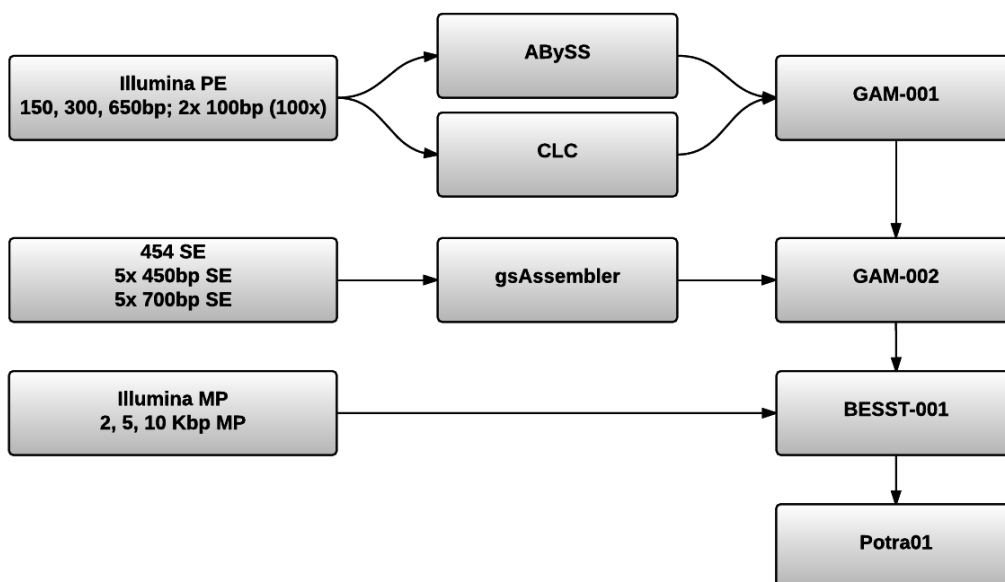 ABySS
Illumina PE
150, 300, 650bp; 2x 100bp (100x)
GAM-001
CLC
454 SE
5x 450bp SE
5x 700bp SE
gsAssembler
GAM-002
Illumina MP
2, 5, 10 Kbp MP
BESST-001
Potra01